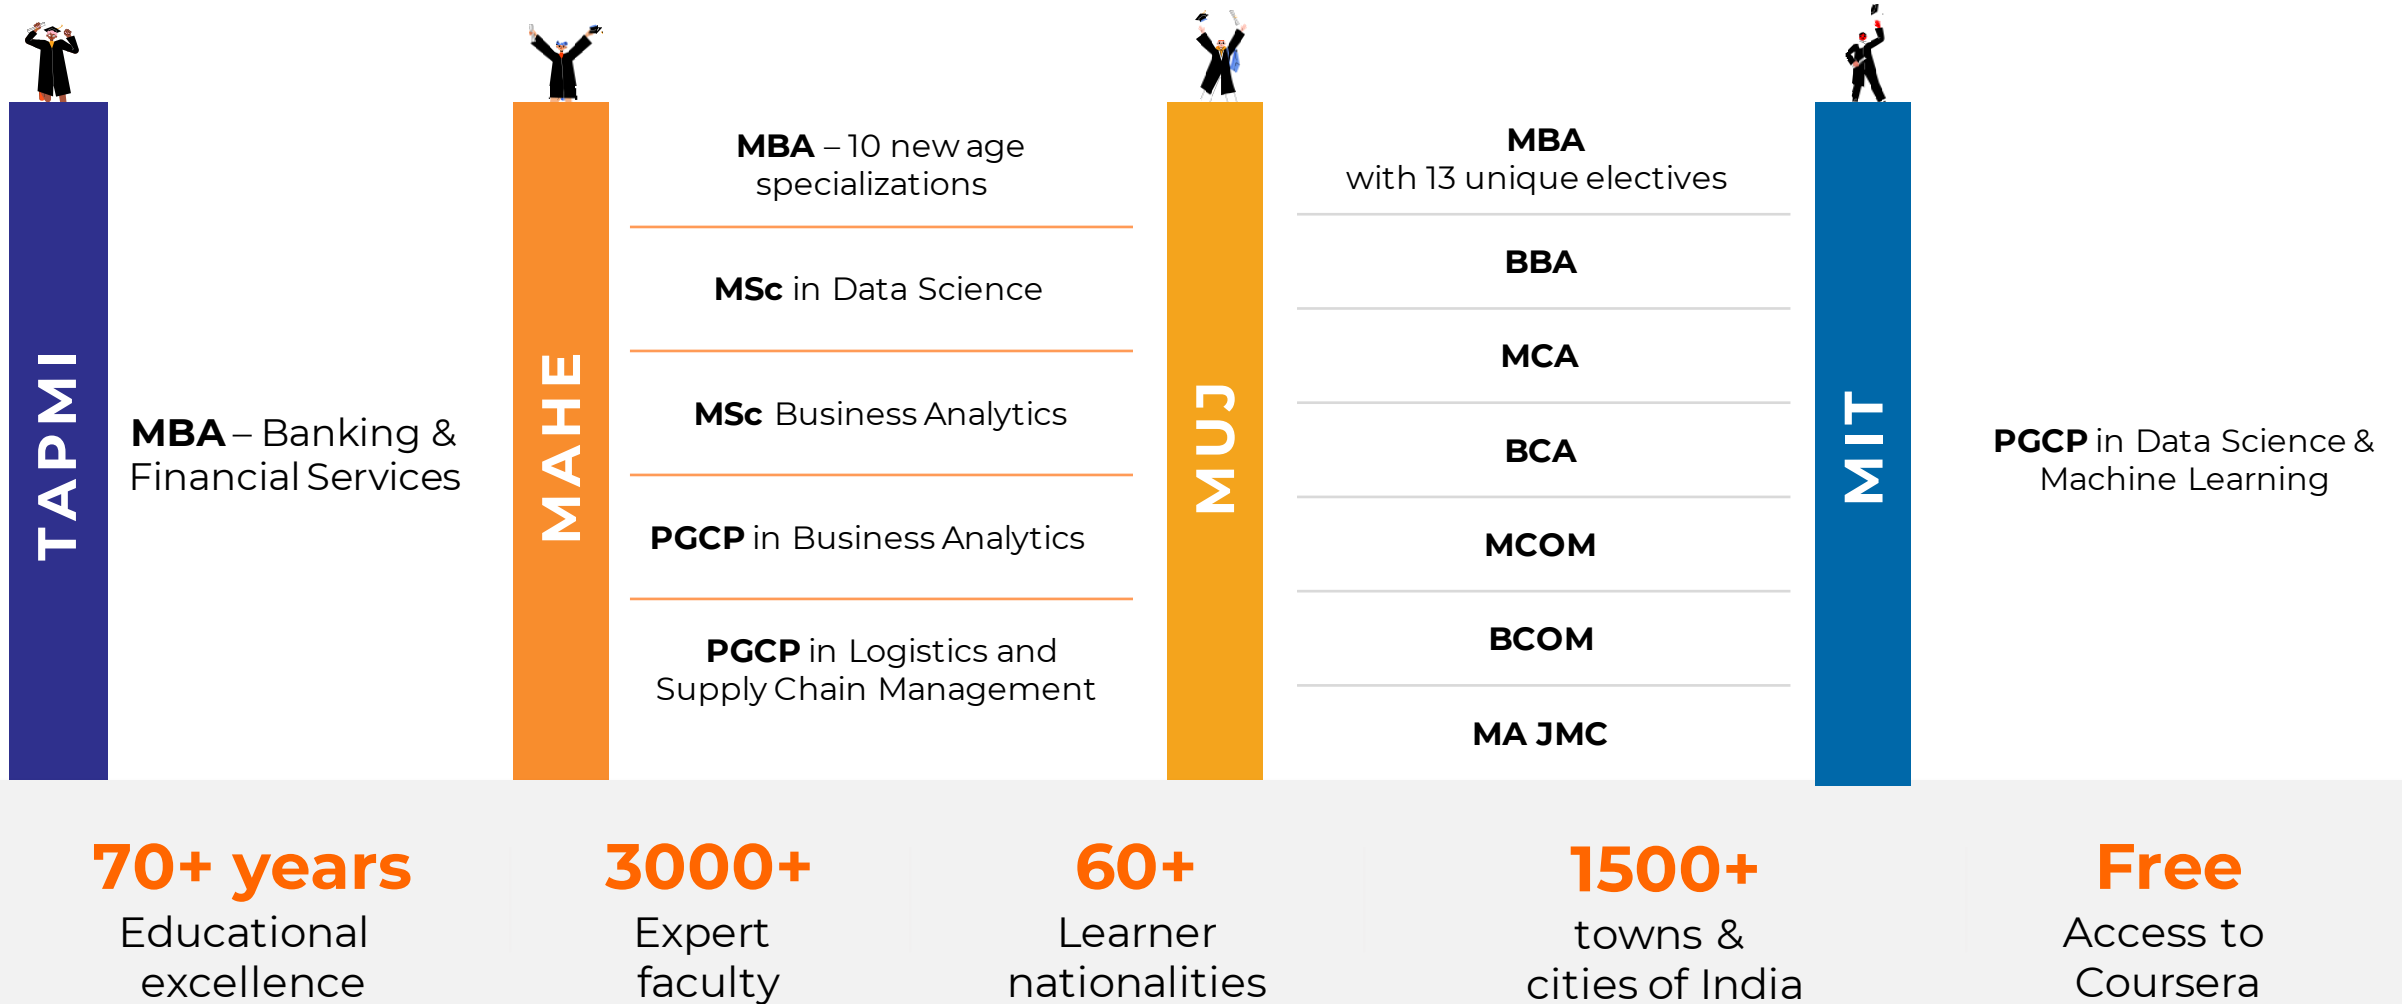 TAPMI
MBA – Banking &
Financial Services
MAHE
MBA – 10 new age
specializations
MSc in Data Science
MSc Business Analytics
PGCP in Business Analytics
PGCP in Logistics and
Supply Chain Management
MUJ
MBA
with 13 unique electives
BBA
MCA
BCA
MCOM
BCOM
MA JMC
MIT
PGCP in Data Science &
Machine Learning
70+ years
Educational
excellence
3000+
Expert
faculty
60+
Learner
nationalities
1500+
towns &
cities of India
Free
Access to
Coursera